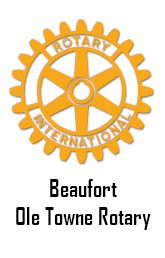 ROTARY
INTERNATIONAL
Beaufort
Ole Towne Rotary